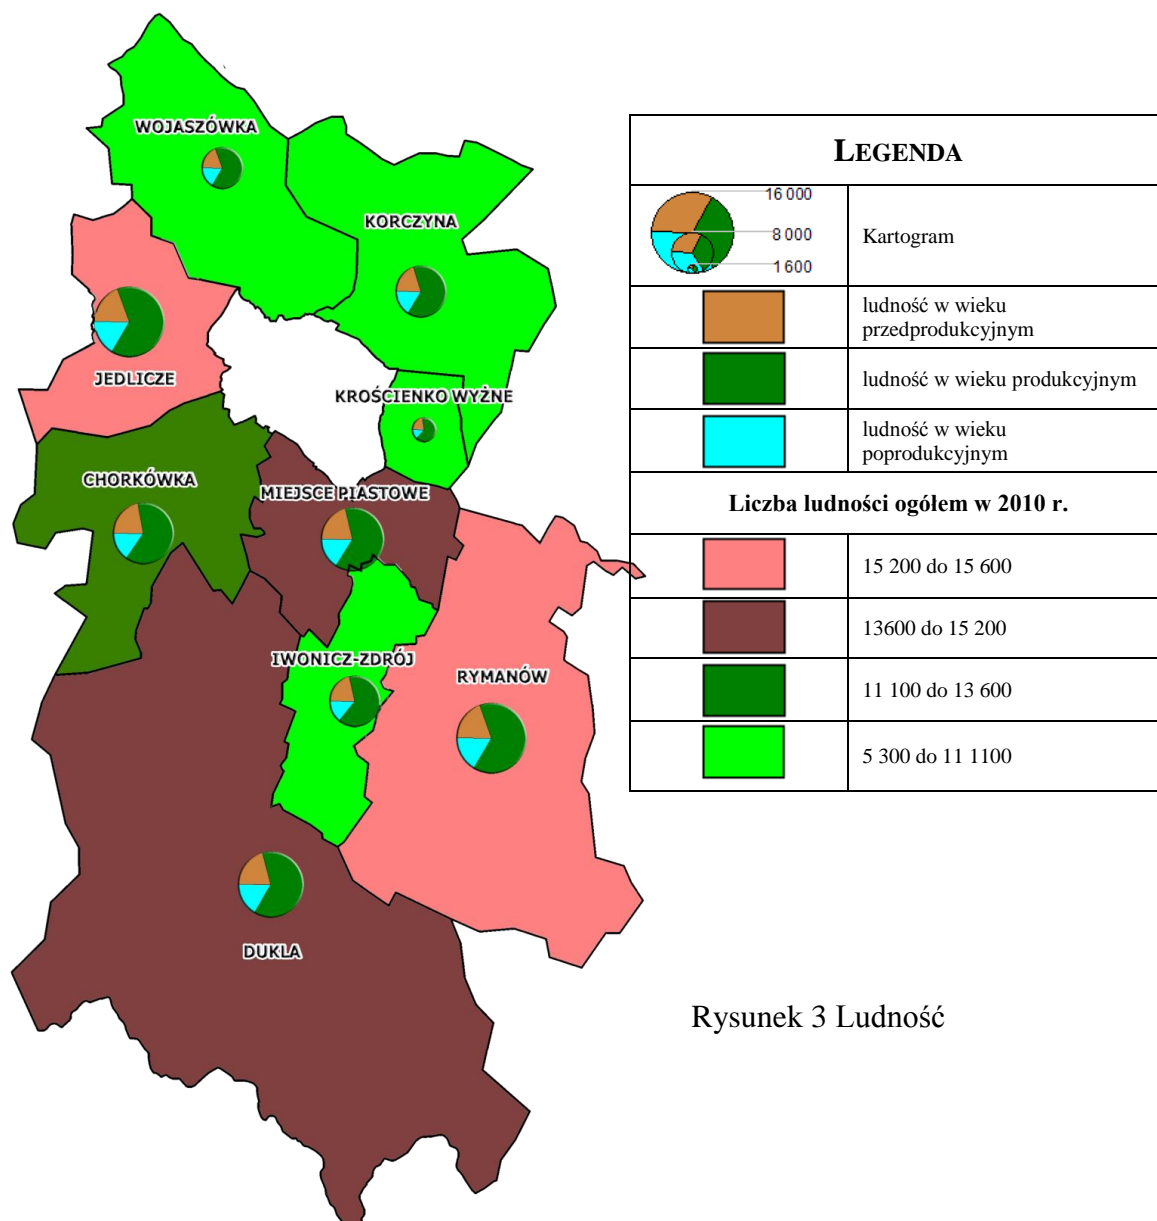 WOJASZÓWKA
KORCZYNA
JEDLICZE
KROŚCIENKO WYŻNE
CHORKÓWKA
MIEJSCE PIASTOWE
IWONICZ-ZDRÓJ
RYMANÓW
DUKLA
LEGENDA
16 000
8 000
1 600
Kartogram
ludność w wieku
przedprodukcyjnym
ludność w wieku produkcyjnym
ludność w wieku
poprodukcyjnym
Liczba ludności ogółem w 2010 r.
15 200 do 15 600
13600 do 15 200
11 100 do 13 600
5 300 do 11 1100
Rysunek 3 Ludność